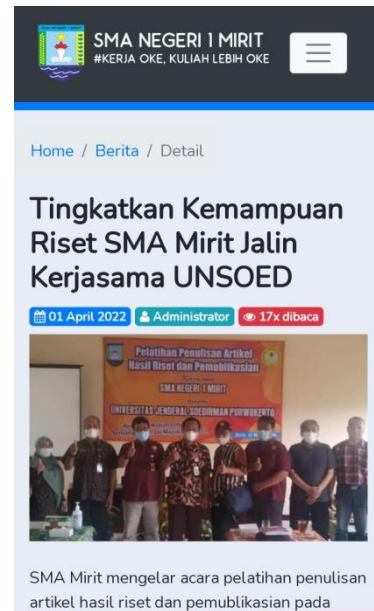 SMA NEGERI 1 MIRIT
#KERJA OKE, KULIAH LEBIH OKE
Home / Berita / Detail
Tingkatkan Kemampuan
Riset SMA Mirit Jalin
Kerjasama UNSOED
01 April 2022 Administrator 17x dibaca
Pelatihan Penulisan Artikel
Hasil Riset dan Pemublikasian
SMA NEGERI 1 MIRIT
UNIVERSITAS JENDERAL SOEDIRMAN PURWOKERTO
SMA Mirit mengelar acara pelatihan penulisan
artikel hasil riset dan pemublikasian pada